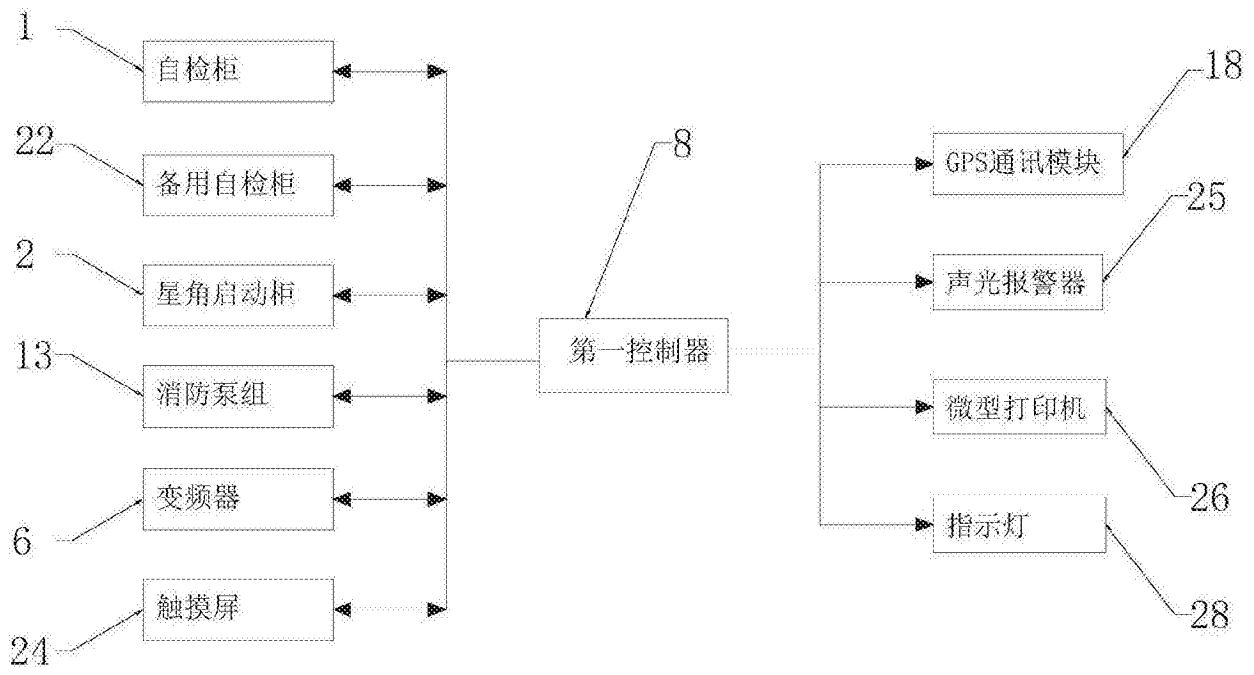 1
自检柜
22
备用自检柜
2
星角启动柜
13
消防泵组
6
变频器
24
触摸屏
8
第一控制器
18
GPS通讯模块
25
声光报警器
微型打印机
26
指示灯
28